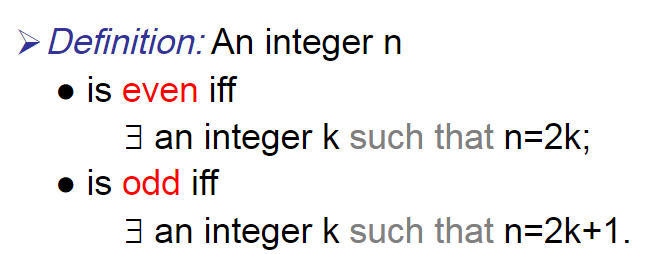 ➢ Definition: An integer n
● is even iff
∃ an integer k such that n=2k;
● is odd iff
∃ an integer k such that n=2k+1.